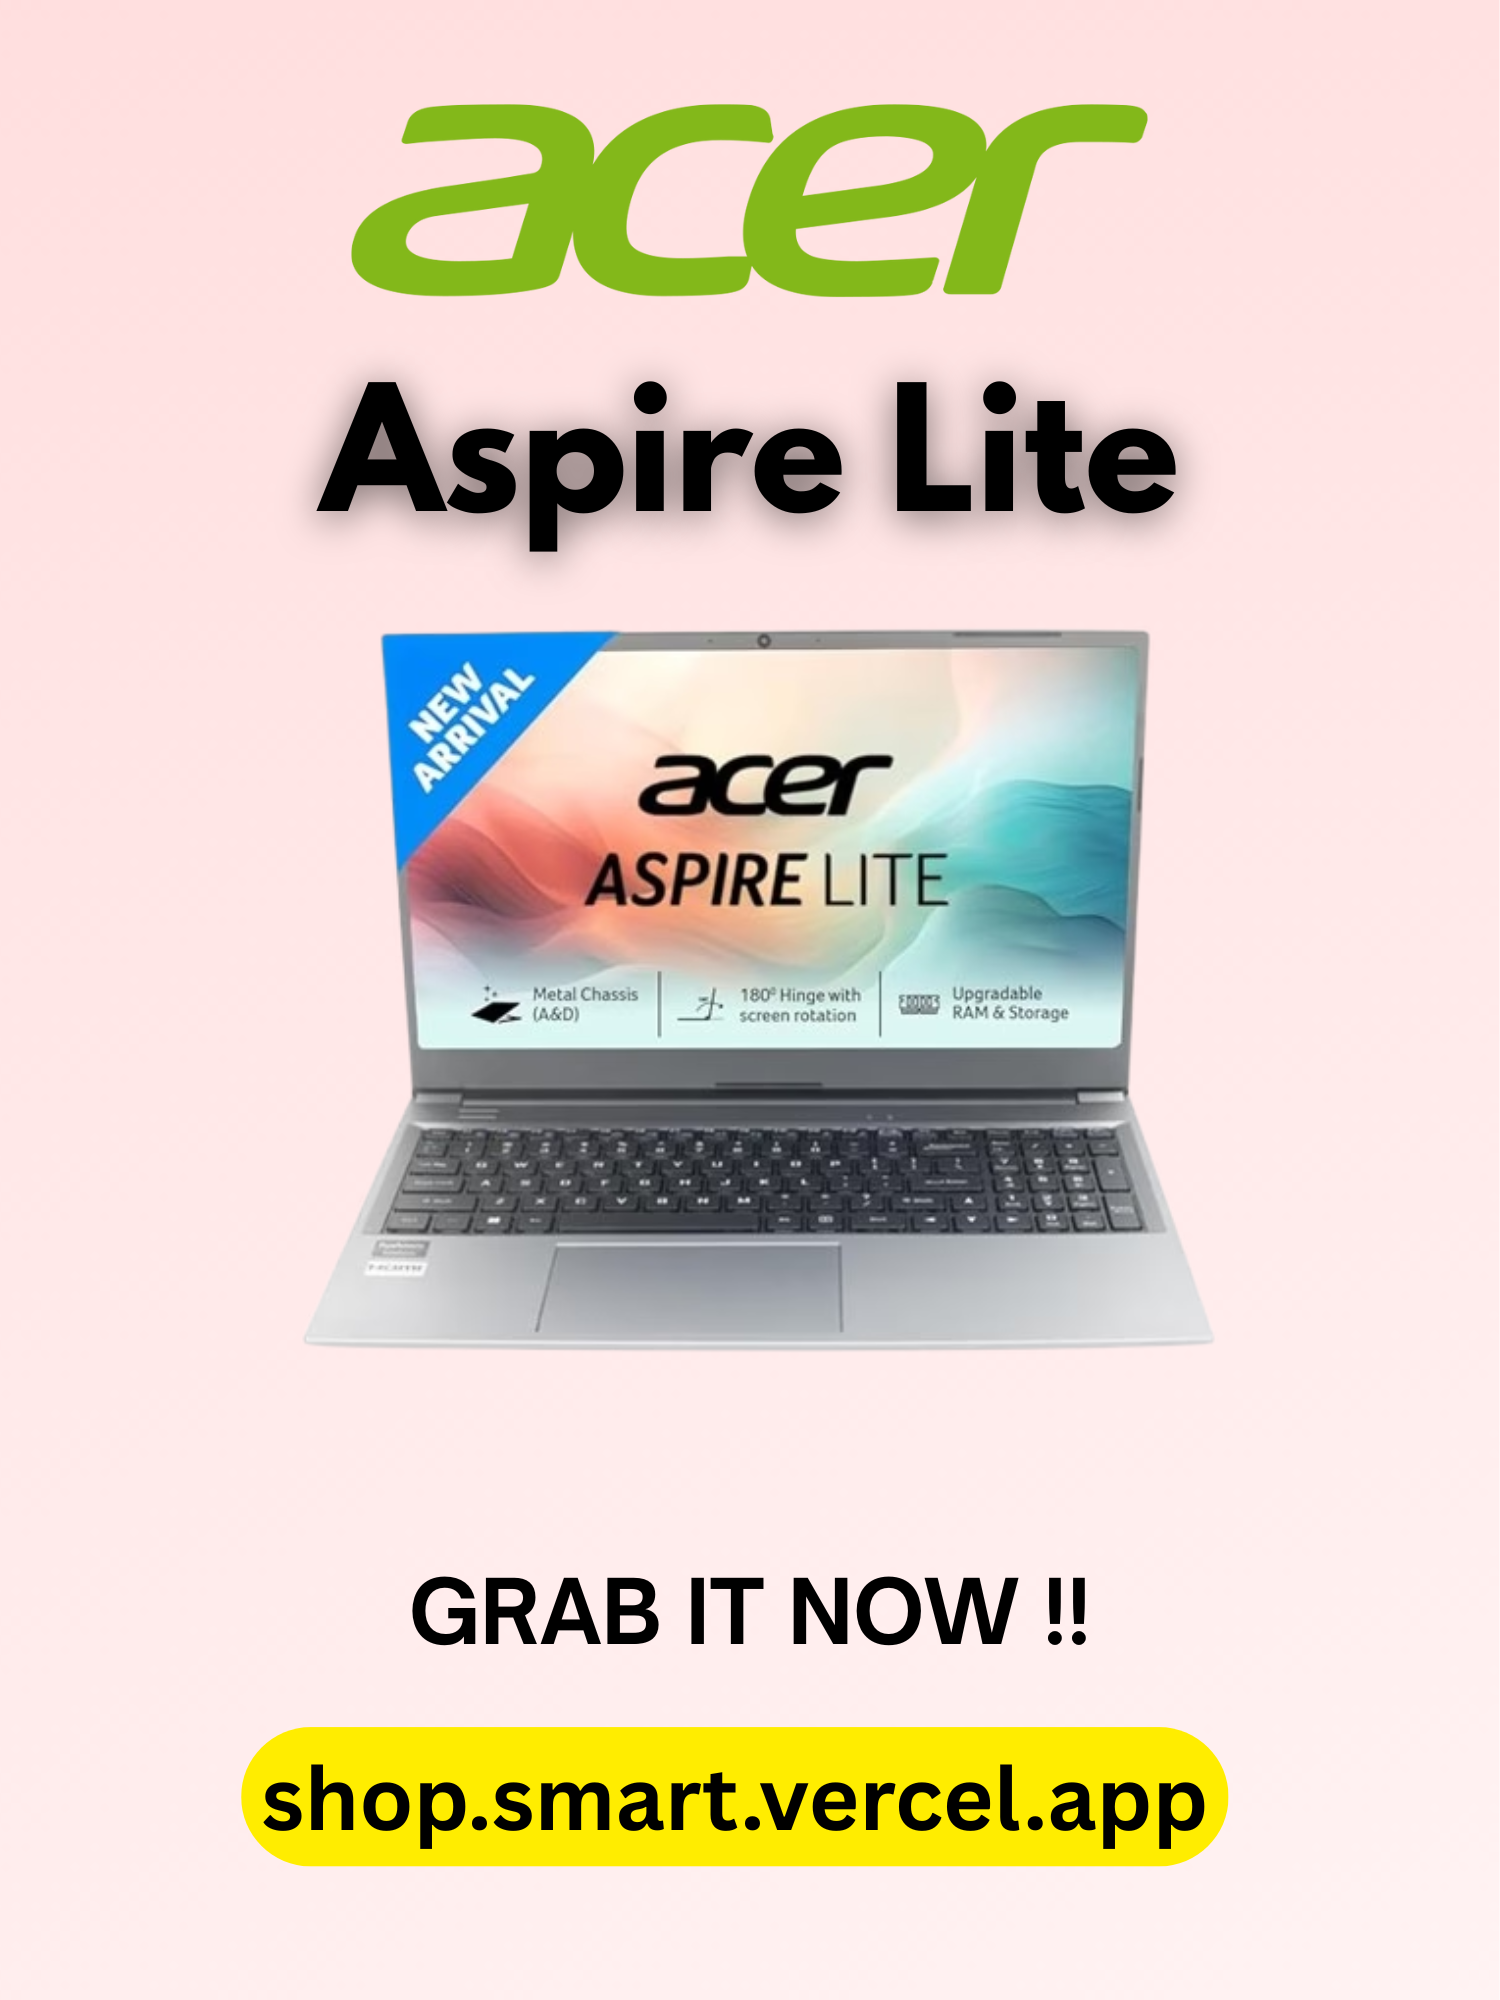 acer
Aspire Lite
NEW
ARRIVAL
acer
ASPIRE LITE
Metal Chassis
(A&D)
180° Hinge with
screen rotation
Upgradable
RAM & Storage
GRAB IT NOW !!
shop.smart.vercel.app